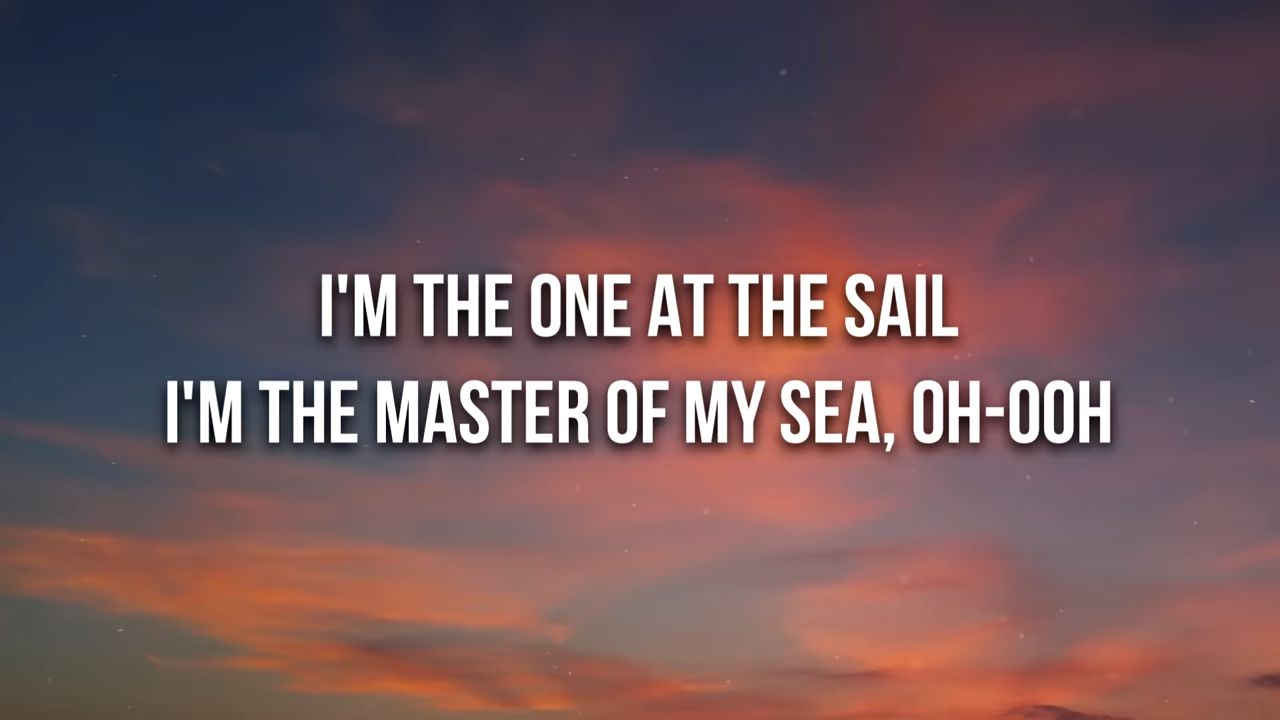 I'M THE ONE AT THE SAIL
I'M THE MASTER OF MY SEA, OH-OOH